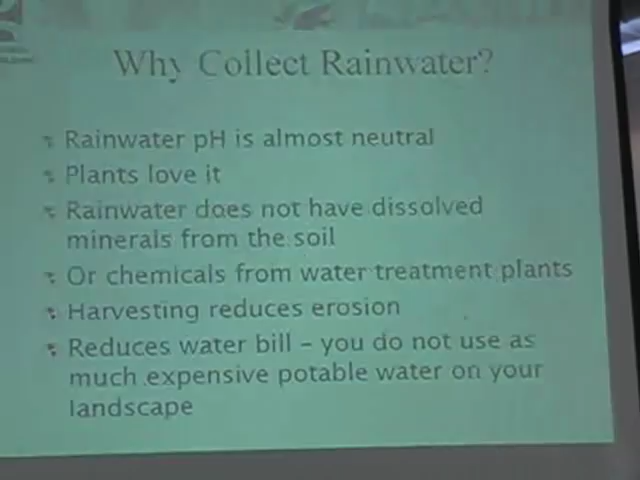 Why Collect Rainwater?
Rainwater pH is almost neutral
Plants love it
Rainwater does not have dissolved
minerals from the soil
Or chemicals from water treatment plants
Harvesting reduces erosion
Reduces water bill – you do not use as
much expensive potable water on your
landscape